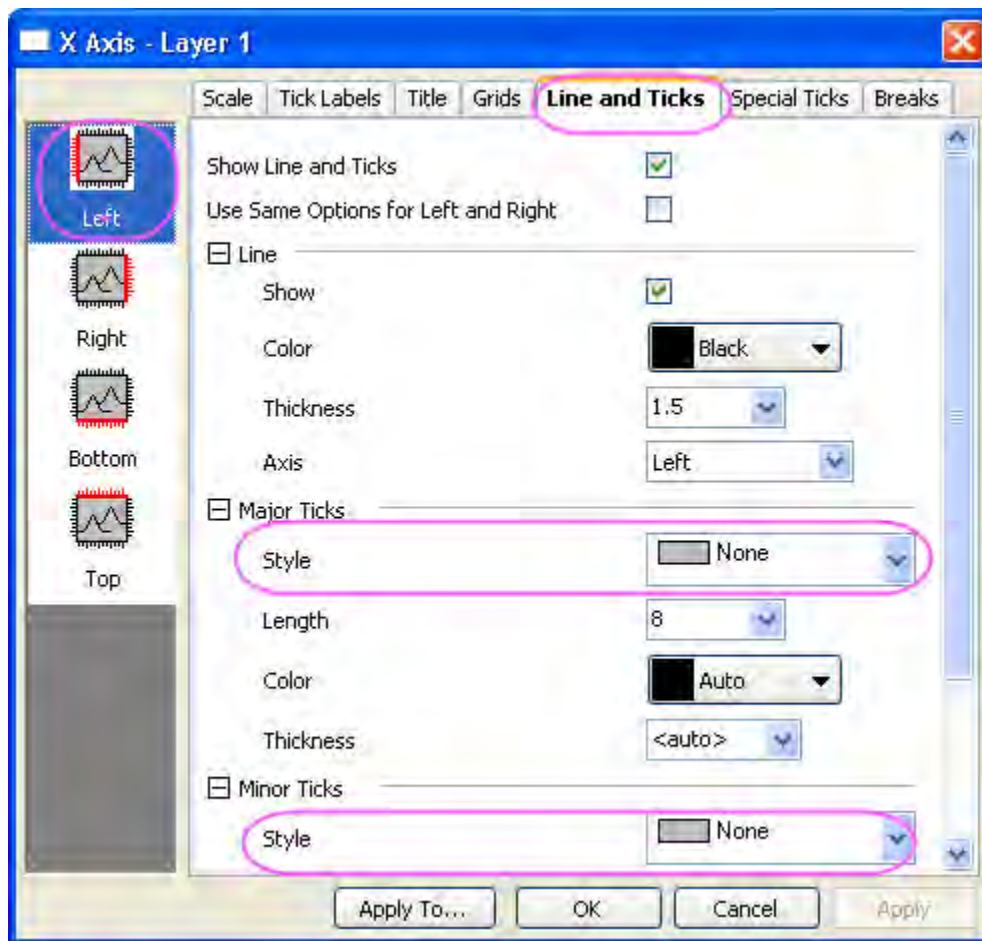 X Axis - Layer 1
Scale Tick Labels Title Grids Line and Ticks Special Ticks Breaks
Left
Right
Bottom
Top
Show Line and Ticks
Use Same Options for Left and Right
Line
Show
Color Black
Thickness 1.5
Axis Left
Major Ticks
Style None
Length 8
Color Auto
Thickness <auto>
Minor Ticks
Style None
Apply To... OK Cancel Apply